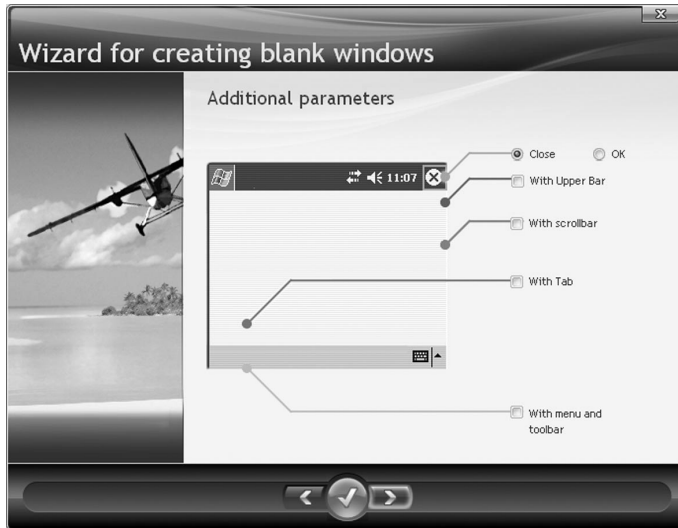 Wizard for creating blank windows
Additional parameters
Close
OK
11:07
With Upper Bar
With scrollbar
With Tab
With menu and
toolbar